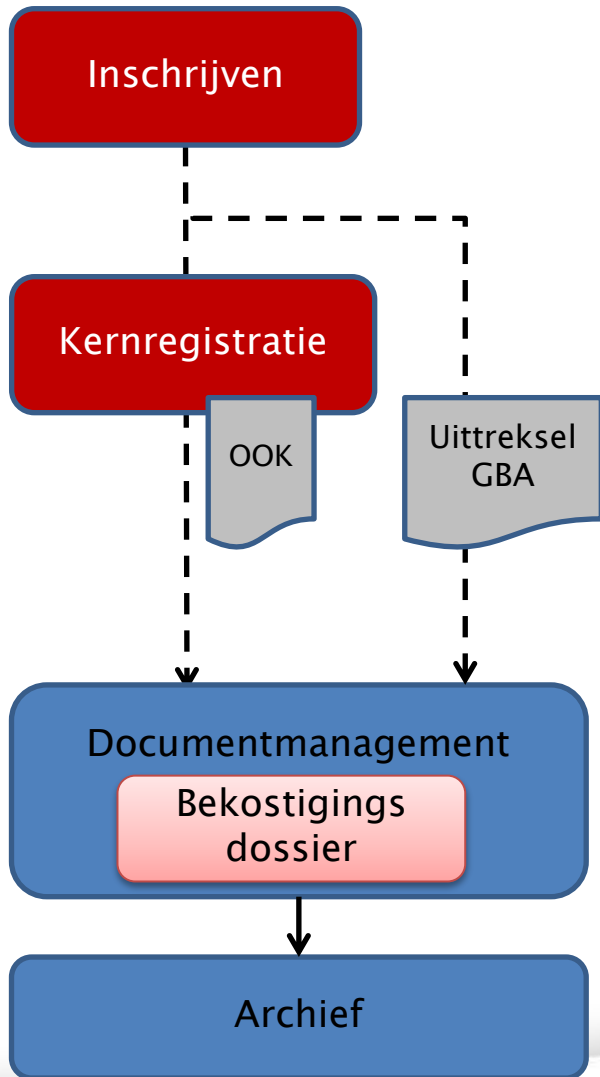 Inschrijven
Kernregistratie
OOK
Uittreksel
GBA
Documentmanagement
Bekostigings
dossier
Archief